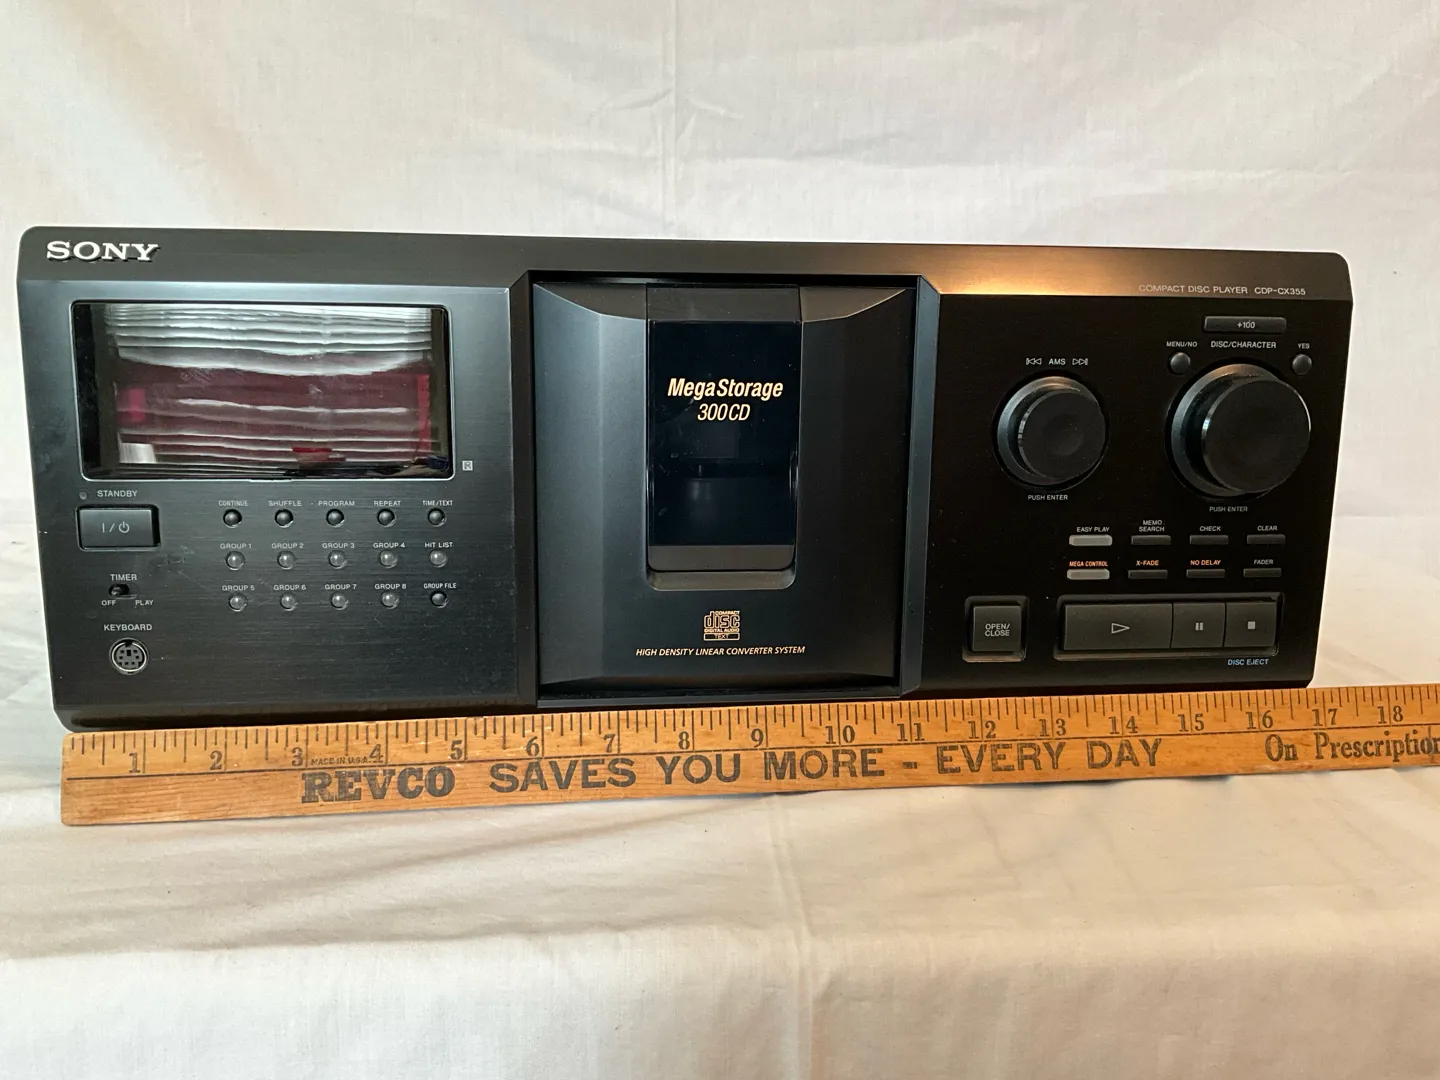 SONY
COMPACT DISC PLAYER CDP-CX355
+100
MENU/NO DISC/CHARACTER YES
AMS
PUSH ENTER
PUSH ENTER
MegaStorage
300CD
STANDBY
I/
CONTINUE SHUFFLE PROGRAM REPEAT TIME/TEXT
GROUP 1 GROUP 2 GROUP 3 GROUP 4 HIT LIST
GROUP 5 GROUP 6 GROUP 7 GROUP 8 GROUP FILE
TIMER
OFF PLAY
KEYBOARD
EASY PLAY MEMO SEARCH CHECK CLEAR
MEGA CONTROL X-FADE NO DELAY FADER
OPEN/
CLOSE
DISC EJECT
COMPACT
disc
DIGITAL AUDIO
TEXT
HIGH DENSITY LINEAR CONVERTER SYSTEM
1 2 3 4 5 6 7 8 9 10 11 12 13 14 15 16 17 18
MADE IN U.S.A.
REVCO SAVES YOU MORE - EVERY DAY On Prescription